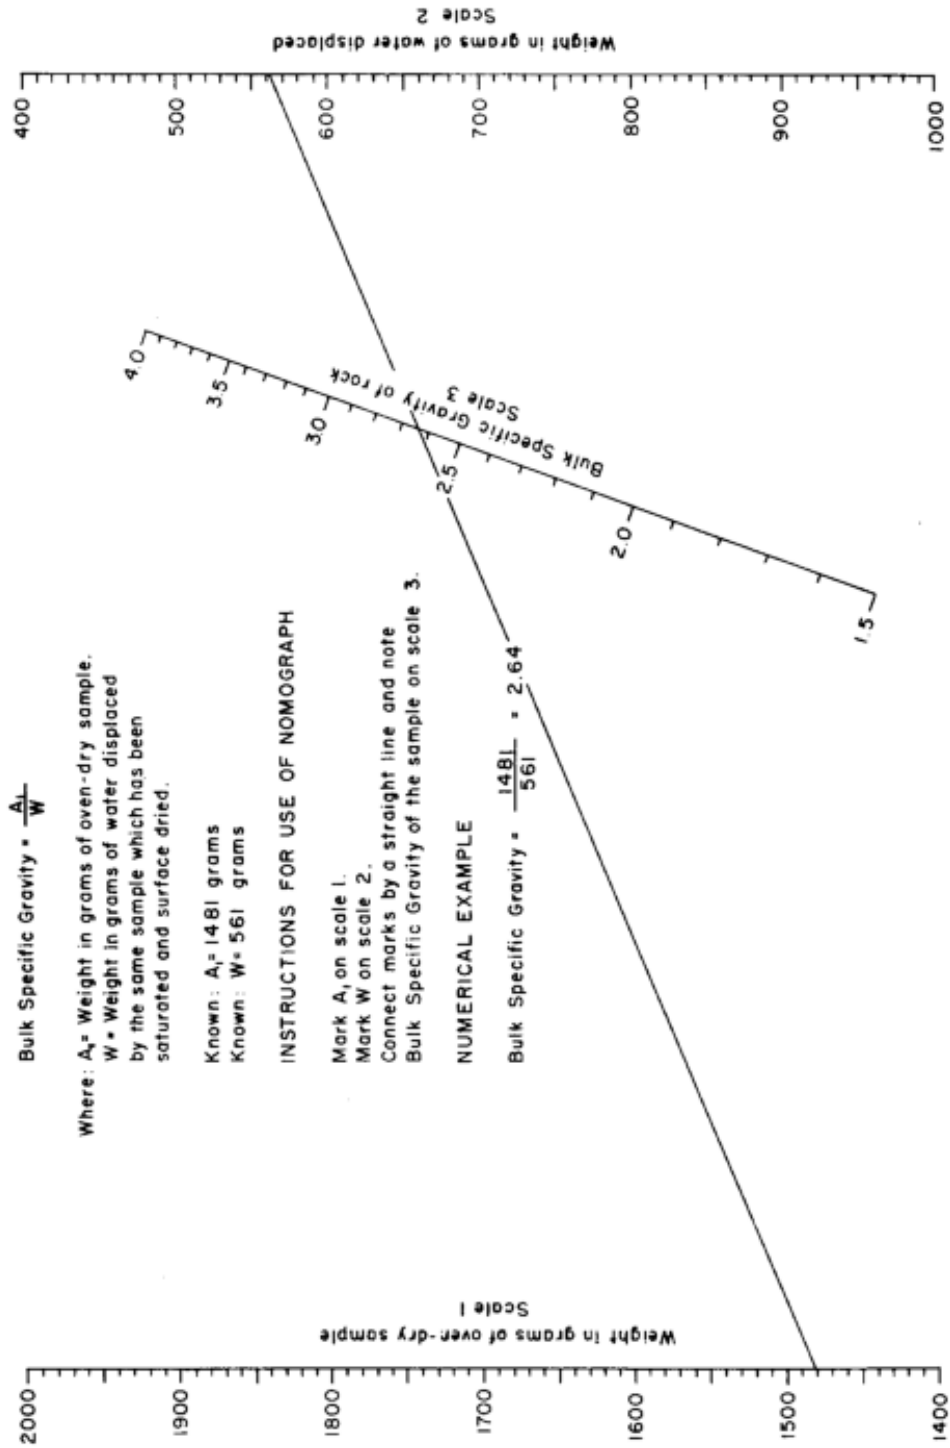 Bulk Specific Gravity = A₁/W
Where: A₁= Weight in grams of oven-dry sample.
W = Weight in grams of water displaced
by the same sample which has been
saturated and surface dried.
Known: A₁= 1481 grams
Known: W= 561 grams
INSTRUCTIONS FOR USE OF NOMOGRAPH
Mark A₁ on scale 1.
Mark W on scale 2.
Connect marks by a straight line and note
Bulk Specific Gravity of the sample on scale 3.
NUMERICAL EXAMPLE
Bulk Specific Gravity = 1481/561 = 2.64
2000
1900
1800
1700
1600
1500
1400
Scale 1
Weight in grams of oven-dry sample
4.0
3.5
3.0
2.5
2.0
1.5
Bulk Specific Gravity of rock
Scale 3
400
500
600
700
800
900
1000
Weight in grams of water displaced
Scale 2